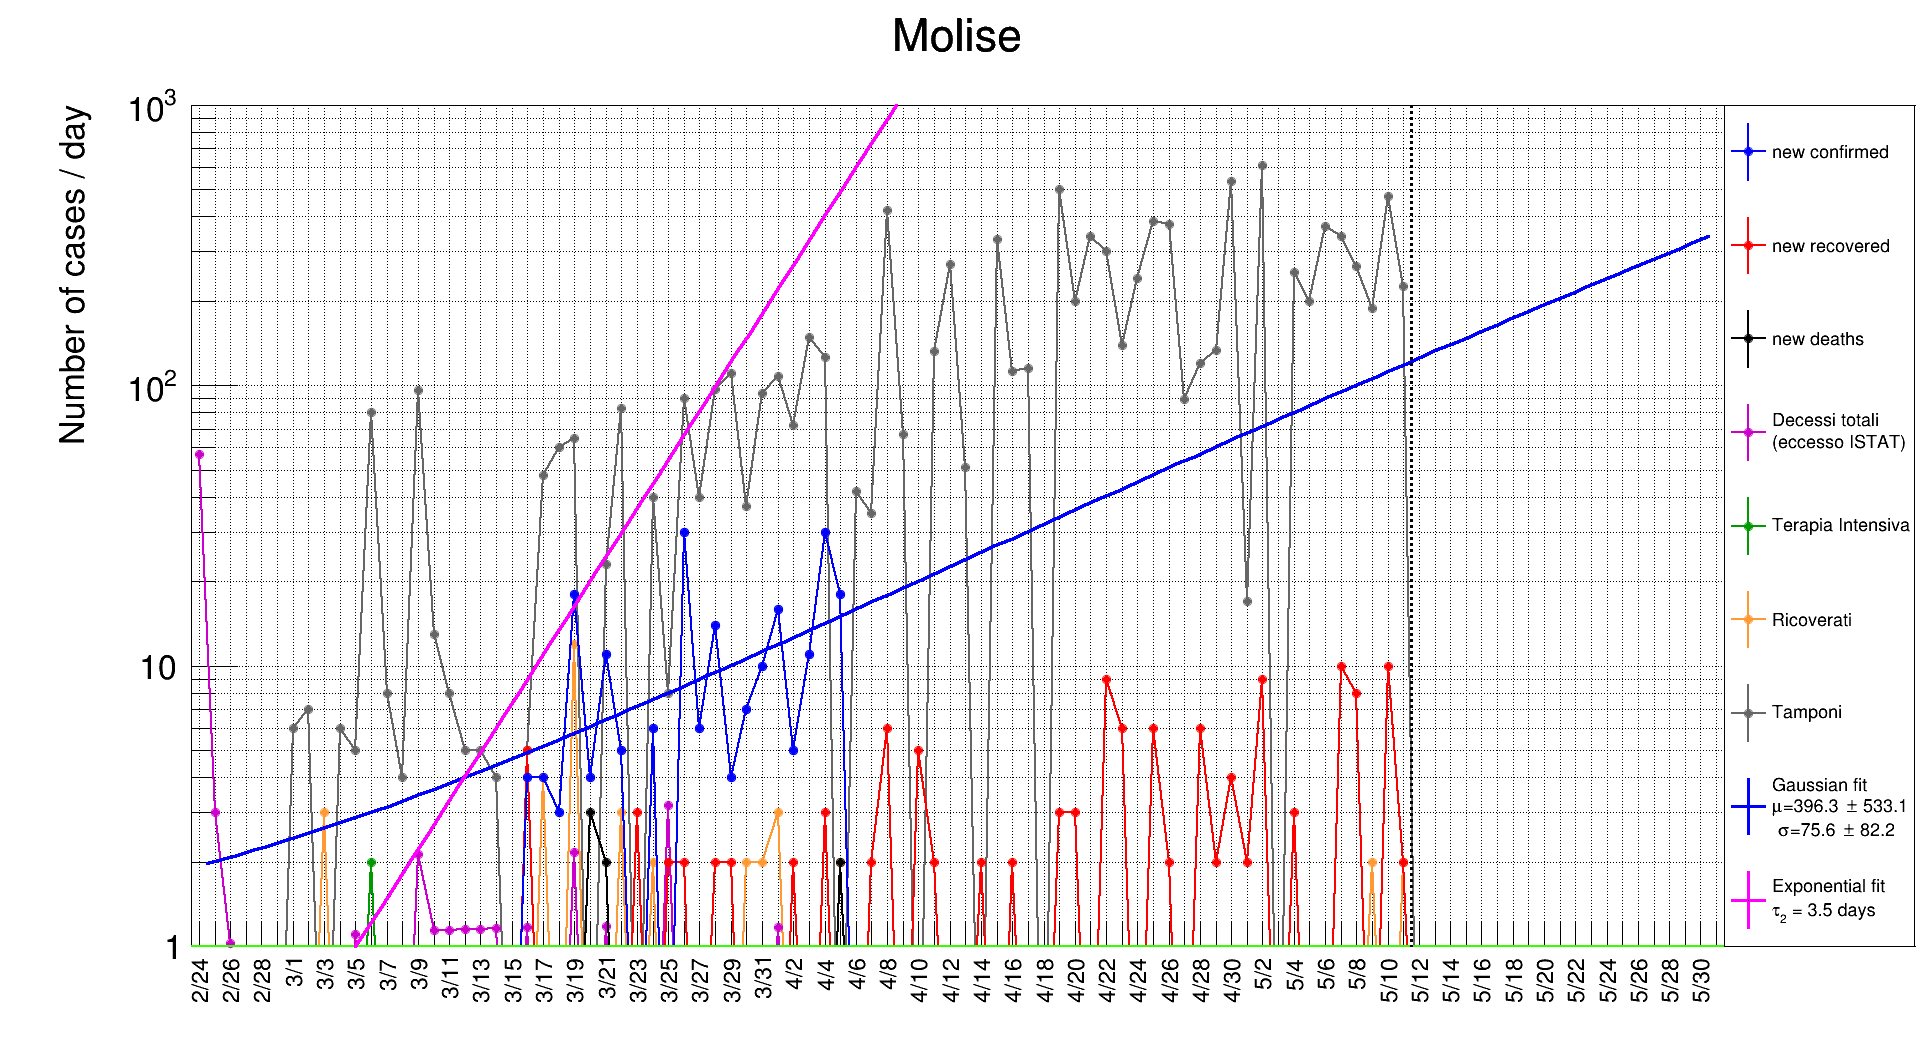 Molise
Number of cases / day
10³
10²
10
1
2/24 2/26 2/28 3/1 3/3 3/5 3/7 3/9 3/11 3/13 3/15 3/17 3/19 3/21 3/23 3/25 3/27 3/29 3/31 4/2 4/4 4/6 4/8 4/10 4/12 4/14 4/16 4/18 4/20 4/22 4/24 4/26 4/28 4/30 5/2 5/4 5/6 5/8 5/10 5/12 5/14 5/16 5/18 5/20 5/22 5/24 5/26 5/28 5/30
new confirmed
new recovered
new deaths
Decessi totali
(eccesso ISTAT)
Terapia Intensiva
Ricoverati
Tamponi
Gaussian fit
μ=396.3 ± 533.1
σ=75.6 ± 82.2
Exponential fit
τ₂ = 3.5 days